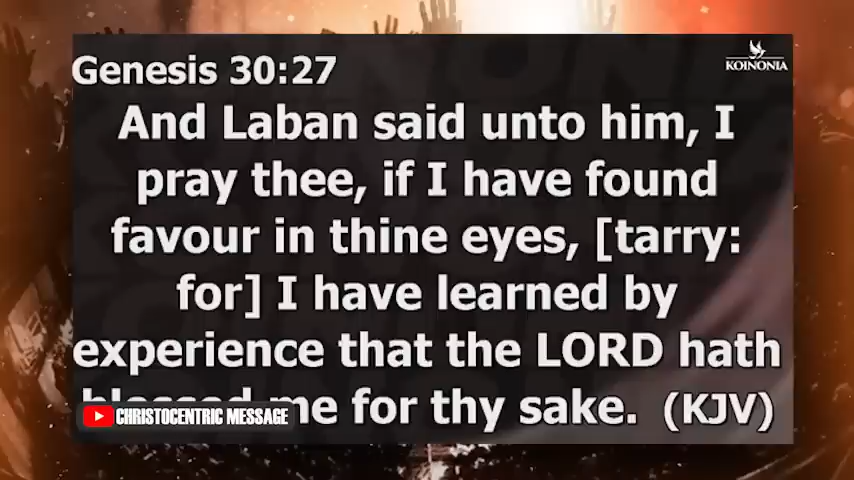 Genesis 30:27
KOINONIA
And Laban said unto him, I
pray thee, if I have found
favour in thine eyes, [tarry:
for] I have learned by
experience that the LORD hath
blessed me for thy sake. (KJV)
CHRISTOCENTRIC MESSAGE